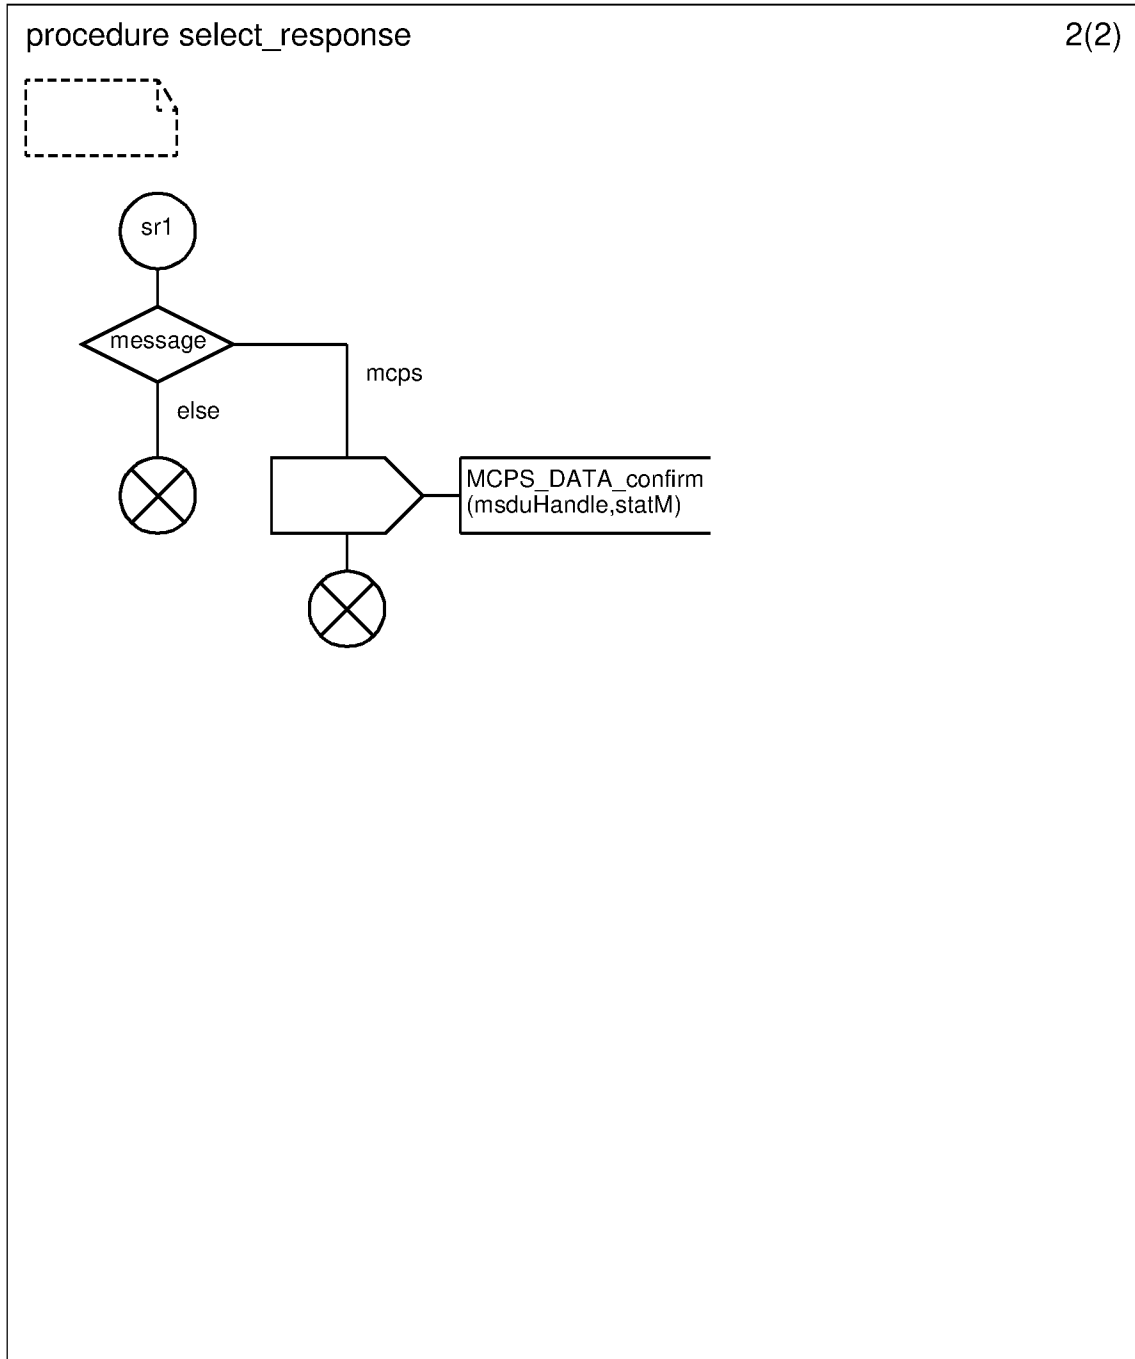 procedure select_response
2(2)
sr1
message
mcps
else
MCPS_DATA_confirm
(msduHandle,statM)